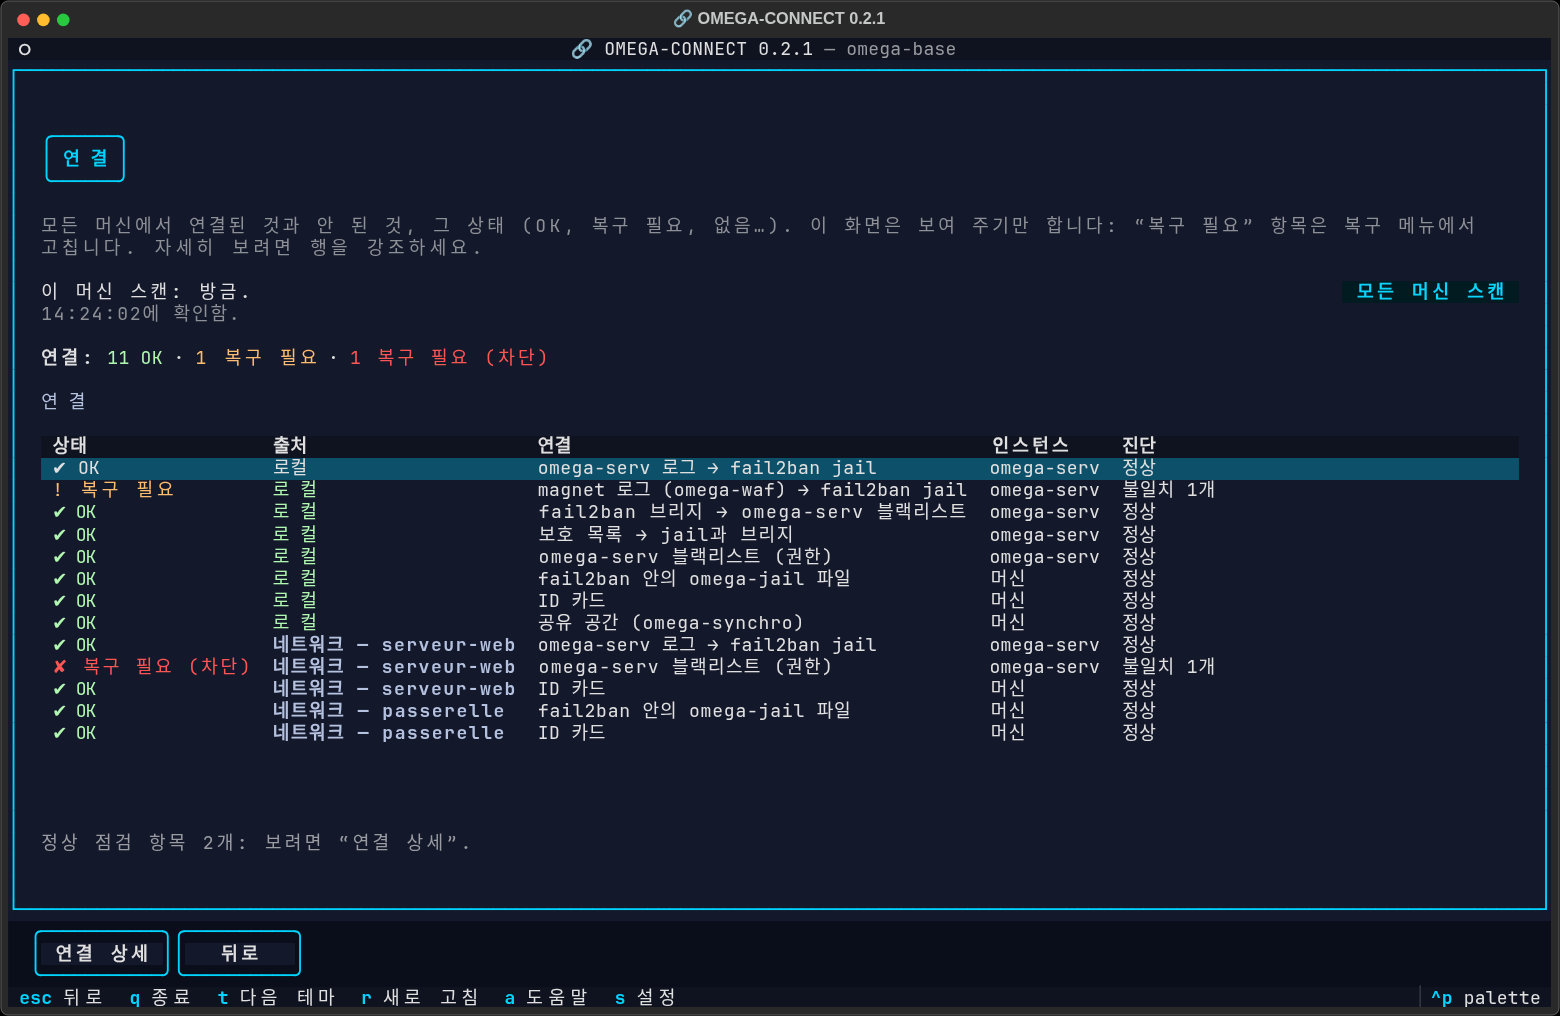 🔗 OMEGA-CONNECT 0.2.1
🔗 OMEGA-CONNECT 0.2.1 — omega-base
연결
모든 머신에서 연결된 것과 안 된 것, 그 상태 (OK, 복구 필요, 없음…). 이 화면은 보여 주기만 합니다: “복구 필요” 항목은 복구 메뉴에서
고칩니다. 자세히 보려면 행을 강조하세요.
이 머신 스캔: 방금. 모든 머신 스캔
14:24:02에 확인함.
연결: 11 OK · 1 복구 필요 · 1 복구 필요 (차단)
연결
상태 출처 연결 인스턴스 진단
✔ OK 로컬 omega-serv 로그 → fail2ban jail omega-serv 정상
! 복구 필요 로컬 magnet 로그 (omega-waf) → fail2ban jail omega-serv 불일치 1개
✔ OK 로컬 fail2ban 브리지 → omega-serv 블랙리스트 omega-serv 정상
✔ OK 로컬 보호 목록 → jail과 브리지 omega-serv 정상
✔ OK 로컬 omega-serv 블랙리스트 (권한) omega-serv 정상
✔ OK 로컬 fail2ban 안의 omega-jail 파일 머신 정상
✔ OK 로컬 ID 카드 머신 정상
✔ OK 로컬 공유 공간 (omega-synchro) 머신 정상
✔ OK 네트워크 — serveur-web omega-serv 로그 → fail2ban jail omega-serv 정상
✘ 복구 필요 (차단) 네트워크 — serveur-web omega-serv 블랙리스트 (권한) omega-serv 불일치 1개
✔ OK 네트워크 — serveur-web ID 카드 머신 정상
✔ OK 네트워크 — passerelle fail2ban 안의 omega-jail 파일 머신 정상
✔ OK 네트워크 — passerelle ID 카드 머신 정상
정상 점검 항목 2개: 보려면 “연결 상세”.
연결 상세 뒤로
esc 뒤로 q 종료 t 다음 테마 r 새로 고침 a 도움말 s 설정 ^p palette